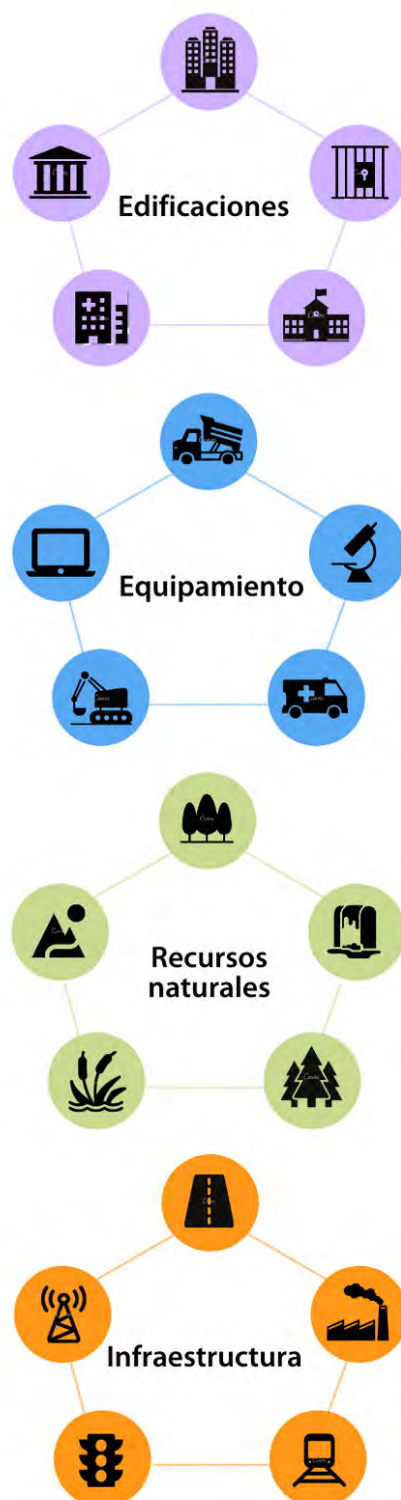 Edificaciones
Equipamiento
Recursos
naturales
Infraestructura